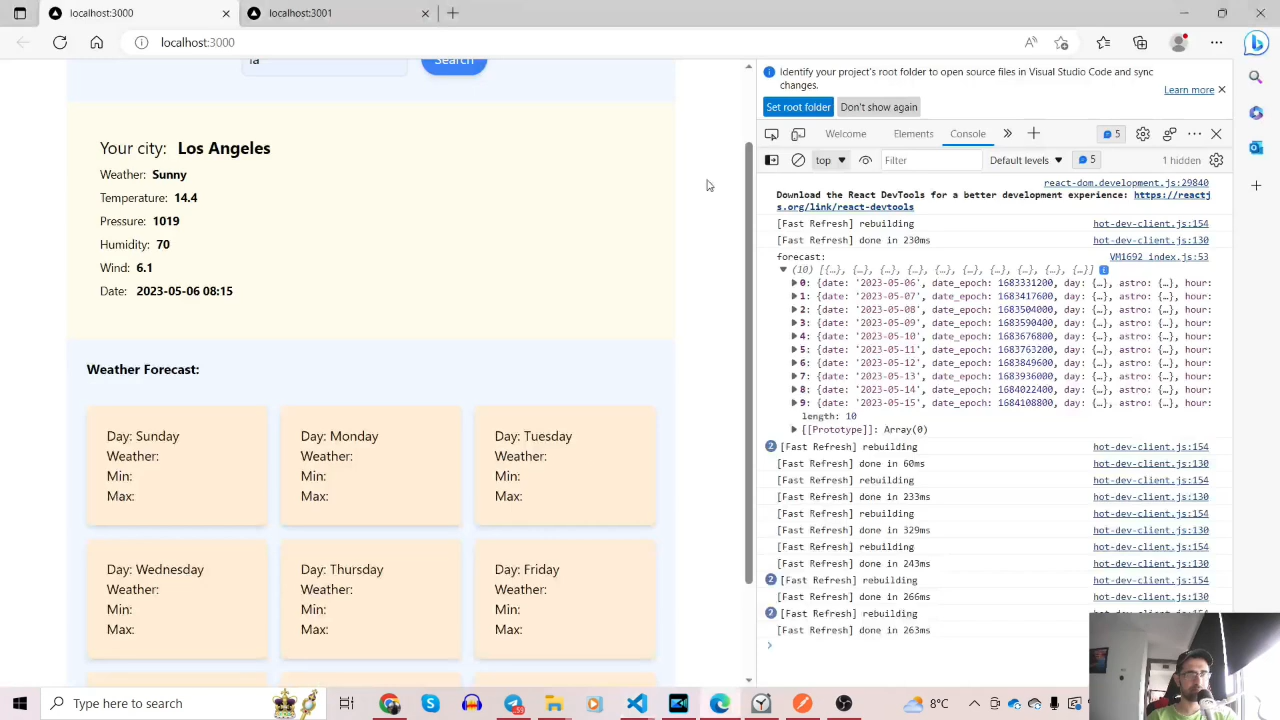 localhost:3000
localhost:3001
localhost:3000
la
Search
Your city: Los Angeles
Weather: Sunny
Temperature: 14.4
Pressure: 1019
Humidity: 70
Wind: 6.1
Date: 2023-05-06 08:15
Weather Forecast:
Day: Sunday
Weather:
Min:
Max:
Day: Monday
Weather:
Min:
Max:
Day: Tuesday
Weather:
Min:
Max:
Day: Wednesday
Weather:
Min:
Max:
Day: Thursday
Weather:
Min:
Max:
Day: Friday
Weather:
Min:
Max:
Identify your project's root folder to open source files in Visual Studio Code and sync
changes.
Learn more
Set root folder
Don't show again
Welcome
Elements
Console
5
top
Filter
Default levels
5
1 hidden
react-dom.development.js:29840
Download the React DevTools for a better development experience: https://reactj
s.org/link/react-devtools
[Fast Refresh] rebuilding hot-dev-client.js:154
[Fast Refresh] done in 230ms hot-dev-client.js:130
forecast: VM1692 index.js:53
(10) [{…}, {…}, {…}, {…}, {…}, {…}, {…}, {…}, {…}, {…}]
0: {date: '2023-05-06', date_epoch: 1683331200, day: {…}, astro: {…}, hour:
1: {date: '2023-05-07', date_epoch: 1683417600, day: {…}, astro: {…}, hour:
2: {date: '2023-05-08', date_epoch: 1683504000, day: {…}, astro: {…}, hour:
3: {date: '2023-05-09', date_epoch: 1683590400, day: {…}, astro: {…}, hour:
4: {date: '2023-05-10', date_epoch: 1683676800, day: {…}, astro: {…}, hour:
5: {date: '2023-05-11', date_epoch: 1683763200, day: {…}, astro: {…}, hour:
6: {date: '2023-05-12', date_epoch: 1683849600, day: {…}, astro: {…}, hour:
7: {date: '2023-05-13', date_epoch: 1683936000, day: {…}, astro: {…}, hour:
8: {date: '2023-05-14', date_epoch: 1684022400, day: {…}, astro: {…}, hour:
9: {date: '2023-05-15', date_epoch: 1684108800, day: {…}, astro: {…}, hour:
length: 10
[[Prototype]]: Array(0)
2 [Fast Refresh] rebuilding hot-dev-client.js:154
[Fast Refresh] done in 60ms hot-dev-client.js:130
[Fast Refresh] rebuilding hot-dev-client.js:154
[Fast Refresh] done in 233ms hot-dev-client.js:130
[Fast Refresh] rebuilding hot-dev-client.js:154
[Fast Refresh] done in 329ms hot-dev-client.js:130
[Fast Refresh] rebuilding hot-dev-client.js:154
[Fast Refresh] done in 243ms hot-dev-client.js:130
2 [Fast Refresh] rebuilding hot-dev-client.js:154
[Fast Refresh] done in 266ms hot-dev-client.js:130
2 [Fast Refresh] rebuilding
[Fast Refresh] done in 263ms
Type here to search
8°C